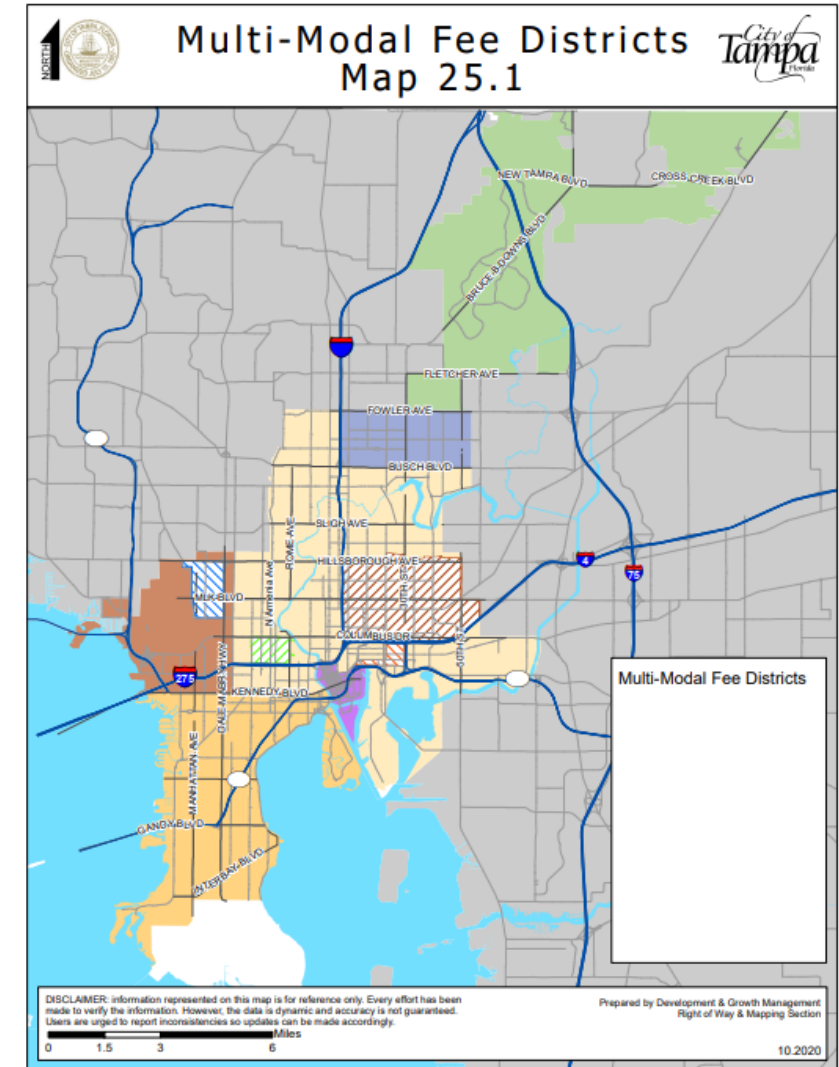 NORTH
Multi-Modal Fee Districts
Map 25.1
City of
Tampa
Florida
NEW TAMPA BLVD
CROSS CREEK BLVD
BRUCE B DOWNS BLVD
FLETCHER AVE
FOWLER AVE
BUSCH BLVD
SLIGH AVE
ROME AVE
HILLSBOROUGH AVE
4
75
N Armenia Ave
MLK BLVD
COLUMBUS DR
50TH ST
DALE MABRY HWY
275
KENNEDY BLVD
MANHATTAN AVE
GANDY BLVD
INTERBAY BLVD
Multi-Modal Fee Districts
DISCLAIMER: information represented on this map is for reference only. Every effort has been
made to verify the information. However, the data is dynamic and accuracy is not guaranteed.
Users are urged to report inconsistencies so updates can be made accordingly.
Miles
0 1.5 3 6
Prepared by Development & Growth Management
Right of Way & Mapping Section
10.2020